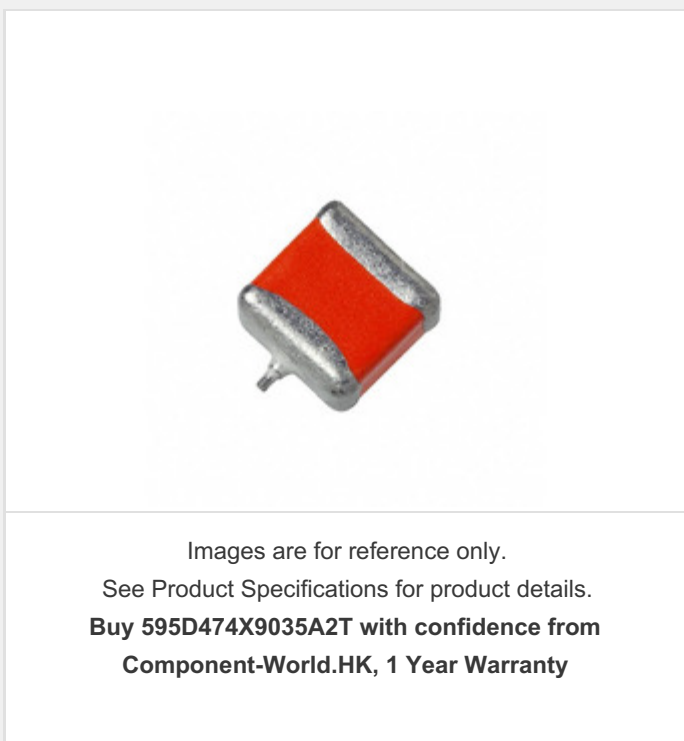 Images are for reference only.
See Product Specifications for product details.
Buy 595D474X9035A2T with confidence from
Component-World.HK, 1 Year Warranty